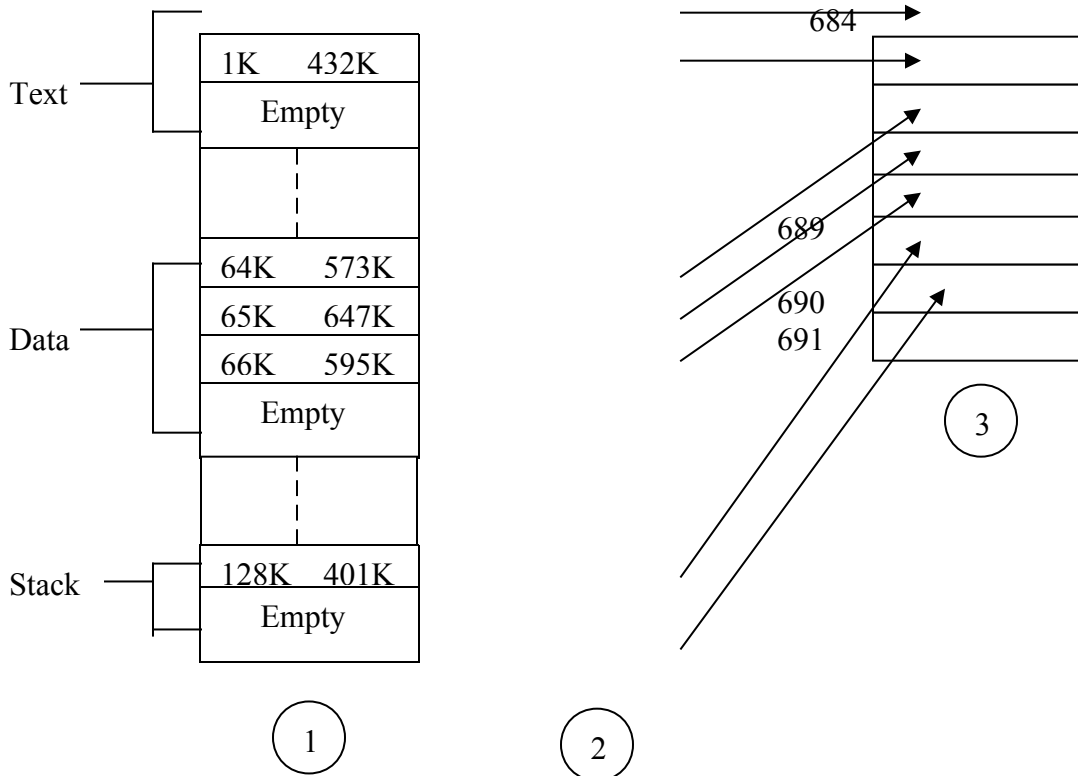 684
1K 432K
Text
Empty
689
64K 573K
690
65K 647K
Data
691
66K 595K
Empty
3
Stack
128K 401K
Empty
1
2